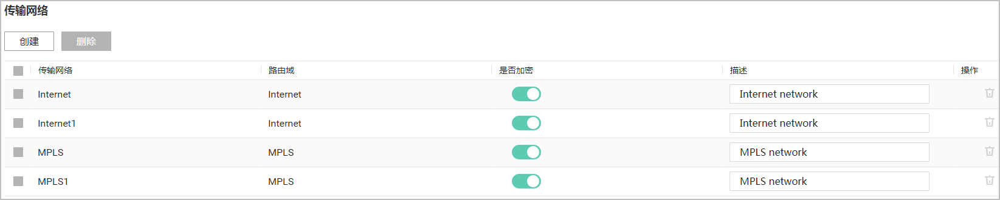 传输网络
创建 删除
传输网络 路由域 是否加密 描述 操作
Internet Internet Internet network
Internet1 Internet Internet network
MPLS MPLS MPLS network
MPLS1 MPLS MPLS network